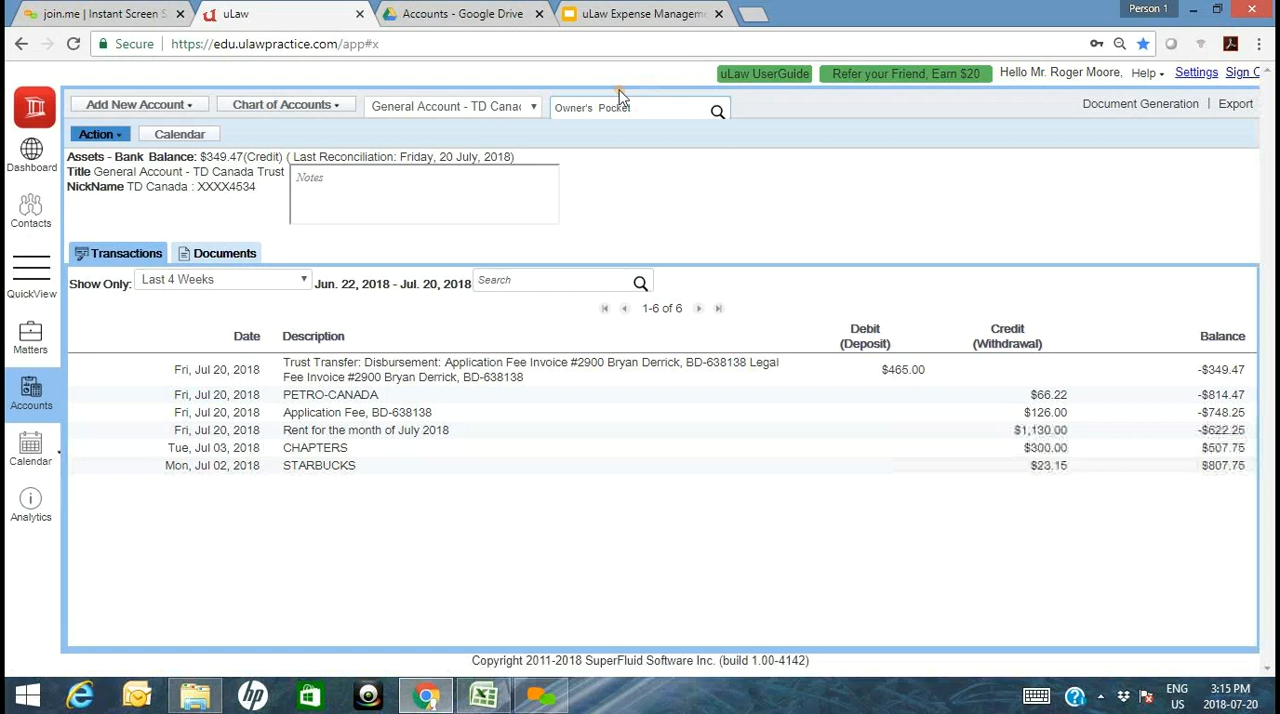 join.me | Instant Screen S
uLaw
Accounts - Google Drive
uLaw Expense Managem
Person 1
Secure
https://edu.ulawpractice.com/app#x
uLaw UserGuide
Refer your Friend, Earn $20
Hello Mr. Roger Moore,
Help
Settings
Sign O
Add New Account
Chart of Accounts
General Account - TD Cana
Owner's Pocket
Document Generation | Export
Action
Calendar
Assets - Bank Balance: $349.47(Credit) ( Last Reconciliation: Friday, 20 July, 2018)
Title General Account - TD Canada Trust
Notes
NickName TD Canada : XXXX4534
Dashboard
Contacts
QuickView
Matters
Accounts
Calendar
Analytics
Transactions
Documents
Show Only:
Last 4 Weeks
Jun. 22, 2018 - Jul. 20, 2018
Search
1-6 of 6
Date
Description
Debit
(Deposit)
Credit
(Withdrawal)
Balance
Fri, Jul 20, 2018
Trust Transfer: Disbursement: Application Fee Invoice #2900 Bryan Derrick, BD-638138 Legal
Fee Invoice #2900 Bryan Derrick, BD-638138
$465.00
-$349.47
Fri, Jul 20, 2018 PETRO-CANADA $66.22 -$814.47
Fri, Jul 20, 2018 Application Fee, BD-638138 $126.00 -$748.25
Fri, Jul 20, 2018 Rent for the month of July 2018 $1,130.00 -$622.25
Tue, Jul 03, 2018 CHAPTERS $300.00 $507.75
Mon, Jul 02, 2018 STARBUCKS $23.15 $807.75
Copyright 2011-2018 SuperFluid Software Inc. (build 1.00-4142)
ENG
US
3:15 PM
2018-07-20